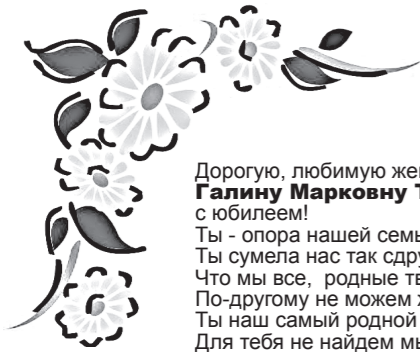 Дорогую, любимую
Галину Марковну
с юбилеем!
Ты - опора нашей
Ты сумела нас так
Что мы все, родные
По-другому не можем
Ты наш самый родной
Для тебя не найдем